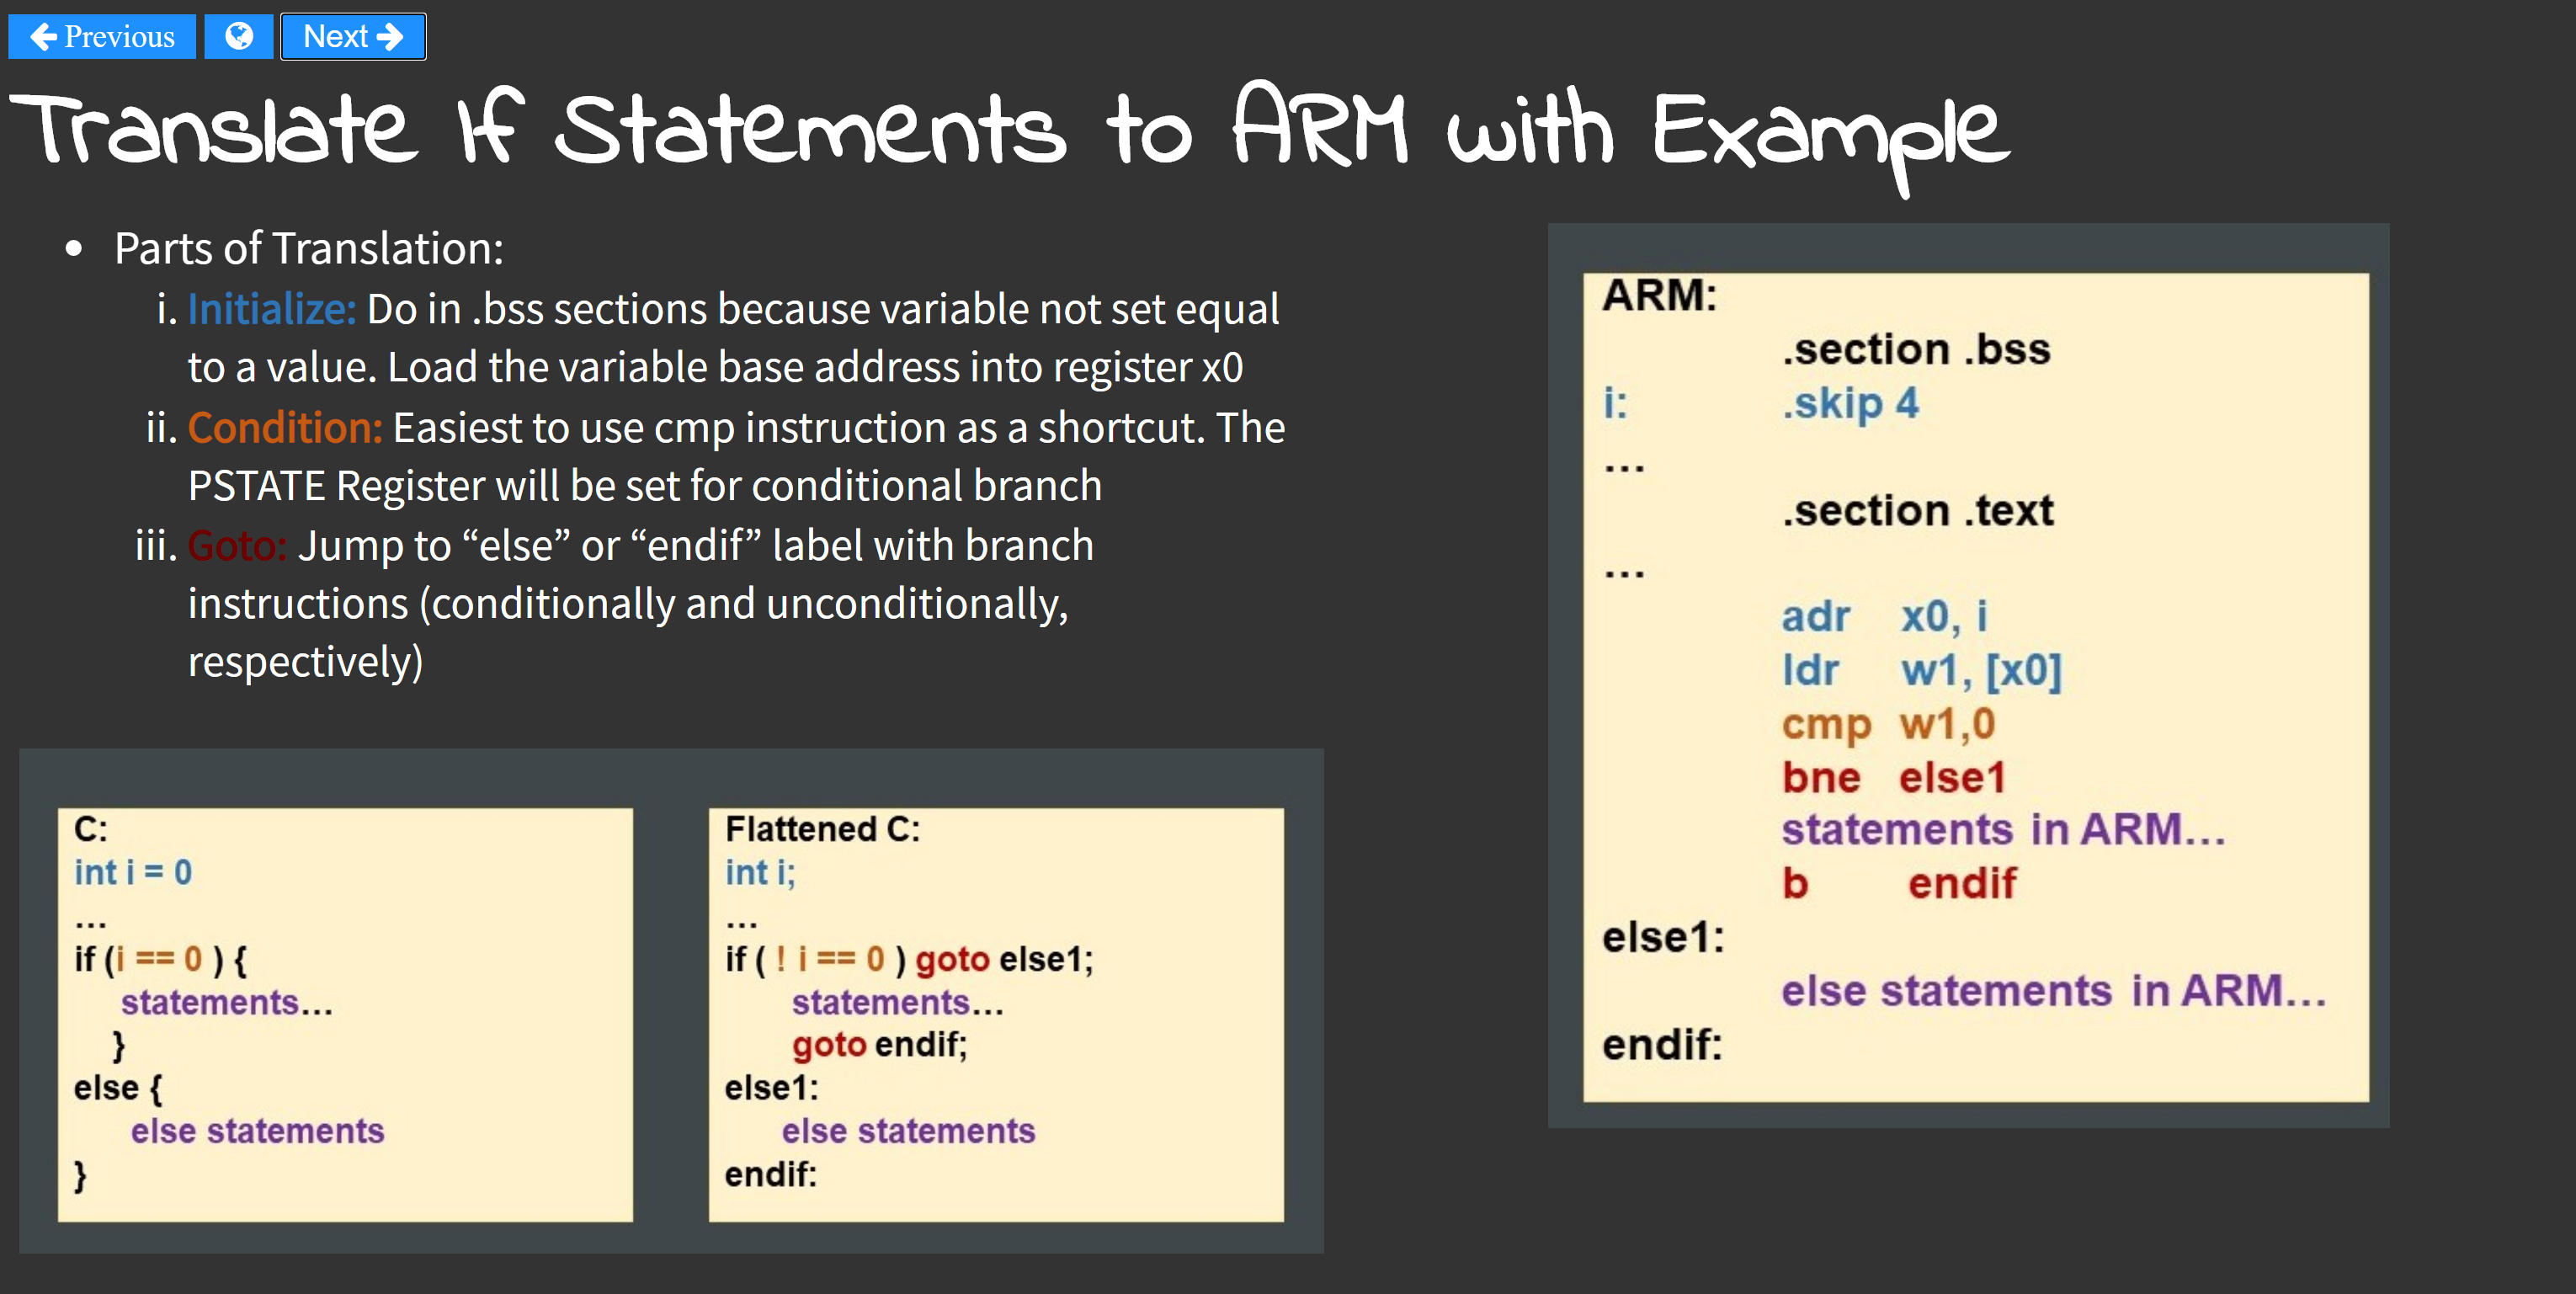 Previous
Next
Translate If Statements to ARM with Example
• Parts of Translation:
i. Initialize: Do in .bss sections because variable not set equal
to a value. Load the variable base address into register x0
ii. Condition: Easiest to use cmp instruction as a shortcut. The
PSTATE Register will be set for conditional branch
iii. Goto: Jump to “else” or “endif” label with branch
instructions (conditionally and unconditionally,
respectively)
C:
int i = 0
...
if (i == 0 ) {
statements...
}
else {
else statements
}
Flattened C:
int i;
...
if ( ! i == 0 ) goto else1;
statements...
goto endif;
else1:
else statements
endif:
ARM:
.section .bss
i: .skip 4
...
.section .text
...
adr x0, i
ldr w1, [x0]
cmp w1,0
bne else1
statements in ARM...
b endif
else1:
else statements in ARM...
endif: